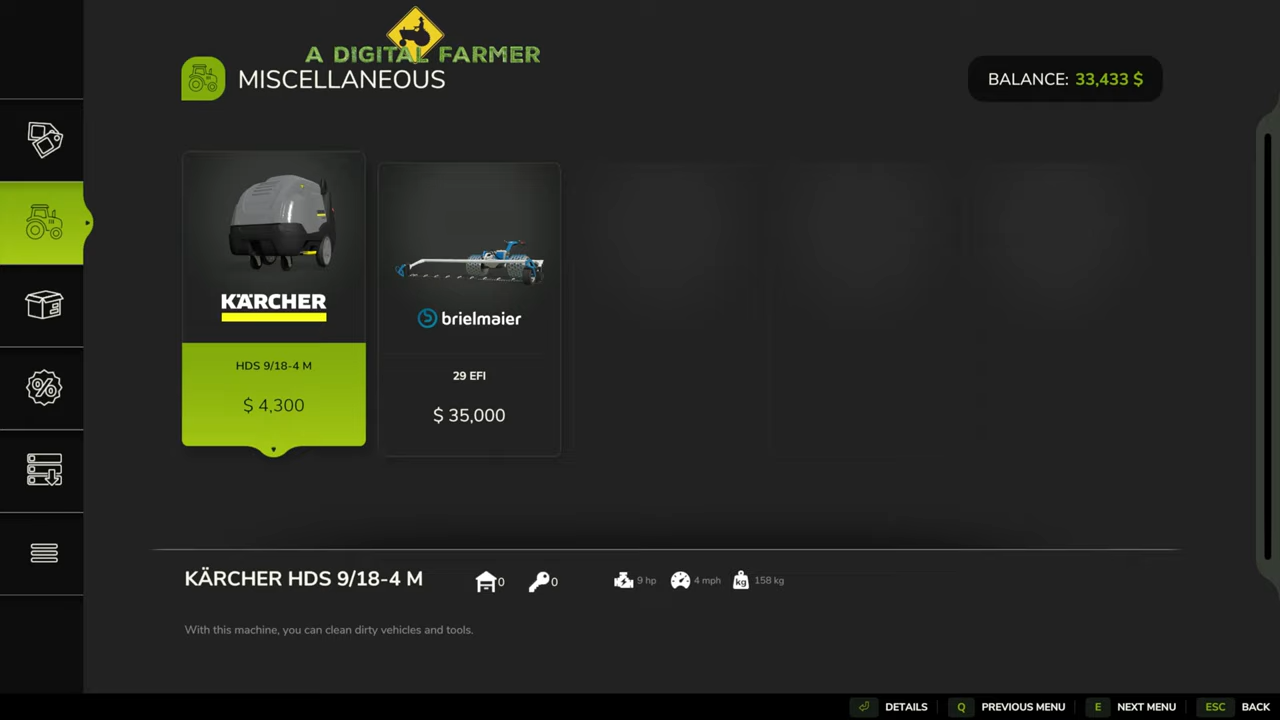 A DIGITAL FARMER
MISCELLANEOUS
BALANCE: 33,433 $
KÄRCHER
HDS 9/18-4 M
$ 4,300
brielmaier
29 EFI
$ 35,000
KÄRCHER HDS 9/18-4 M
0
0
9 hp
4 mph
kg
158 kg
With this machine, you can clean dirty vehicles and tools.
DETAILS
Q PREVIOUS MENU
E NEXT MENU
ESC BACK